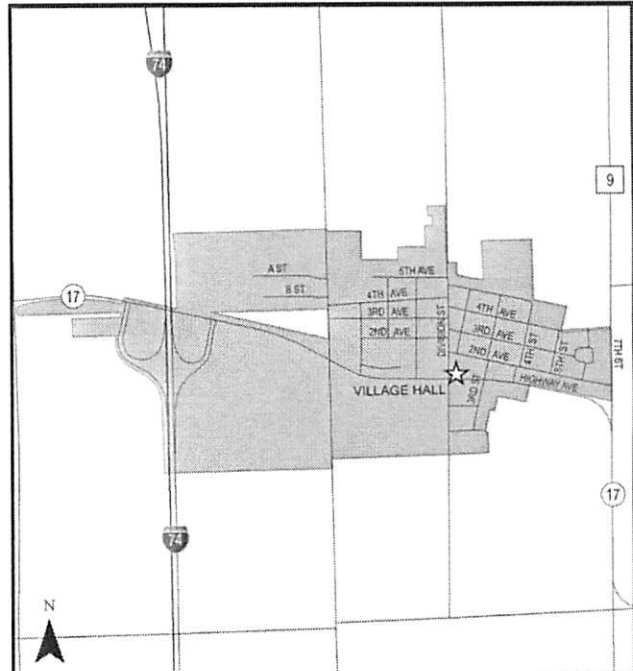 74
9
A ST
5TH AVE
B ST
4TH AVE
17
3RD AVE
4TH AVE
2ND AVE
DIVISION ST
3RD AVE
4TH ST
2ND AVE
5TH ST
7TH ST
VILLAGE HALL
3RD ST
HIGHWAY AVE
17
74
N